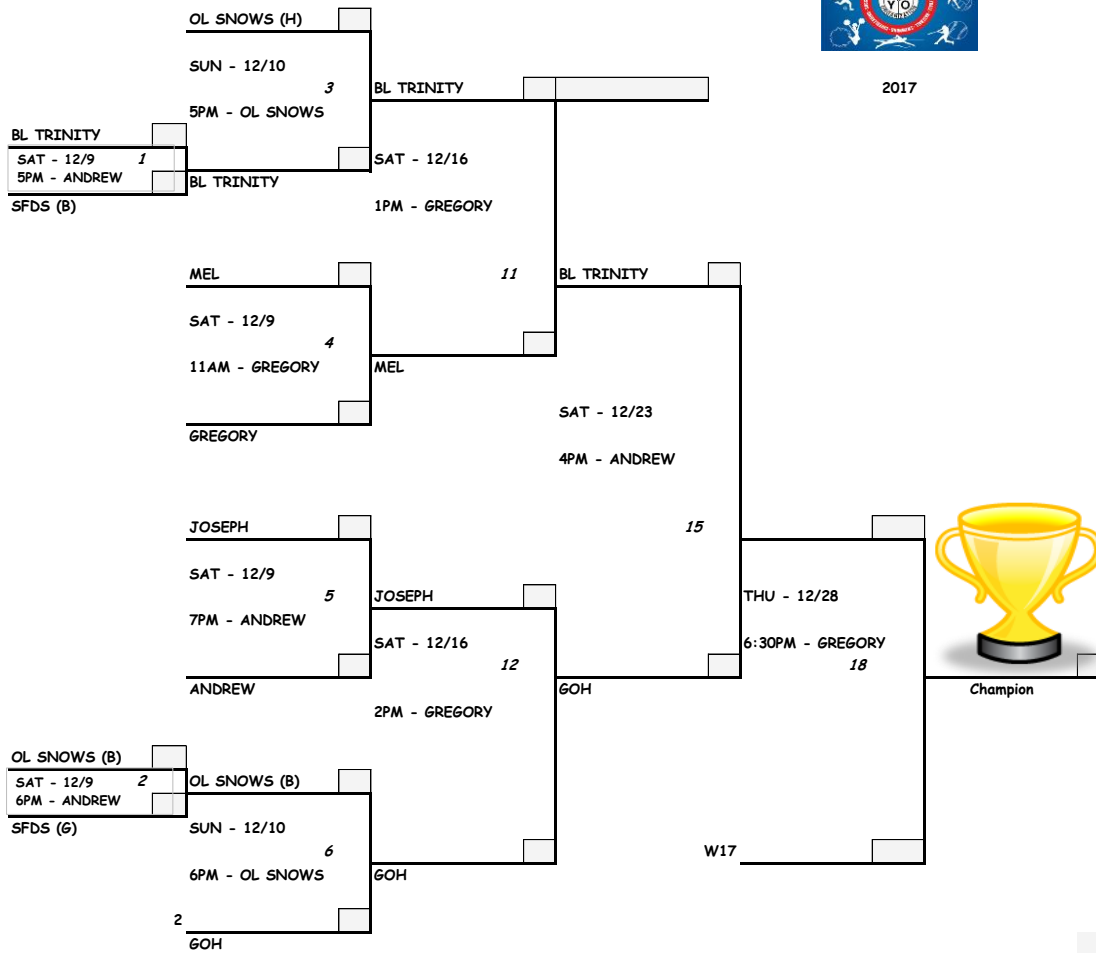 OL SNOWS (H)
YO
SUN - 12/10
3
BL TRINITY
2017
5PM - OL SNOWS
BL TRINITY
SAT - 12/9
1
5PM - ANDREW
SAT - 12/16
BL TRINITY
SFDS (B)
1PM - GREGORY
MEL
11
BL TRINITY
SAT - 12/9
4
11AM - GREGORY
MEL
SAT - 12/23
GREGORY
4PM - ANDREW
JOSEPH
15
SAT - 12/9
5
JOSEPH
THU - 12/28
7PM - ANDREW
SAT - 12/16
6:30PM - GREGORY
12
18
ANDREW
GOH
Champion
2PM - GREGORY
OL SNOWS (B)
SAT - 12/9
2
OL SNOWS (B)
6PM - ANDREW
SFDS (G)
SUN - 12/10
6
W17
6PM - OL SNOWS
GOH
2
GOH